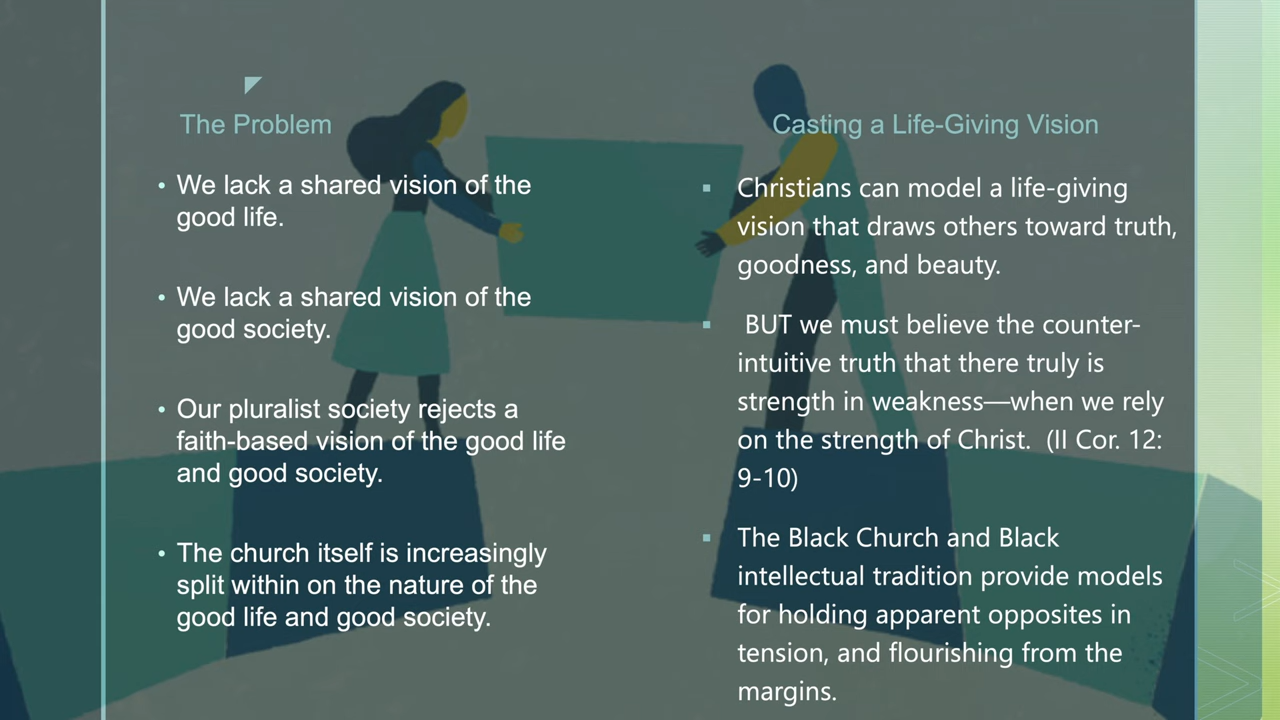 The Problem
We lack a shared vision of the
good life.
We lack a shared vision of the
good society.
Our pluralist society rejects a
faith-based vision of the good life
and good society.
The church itself is increasingly
split within on the nature of the
good life and good society.
Casting a Life-Giving Vision
Christians can model a life-giving
vision that draws others toward truth,
goodness, and beauty.
BUT we must believe the counter-
intuitive truth that there truly is
strength in weakness—when we rely
on the strength of Christ.  (II Cor. 12:
9-10)
The Black Church and Black
intellectual tradition provide models
for holding apparent opposites in
tension, and flourishing from the
margins.